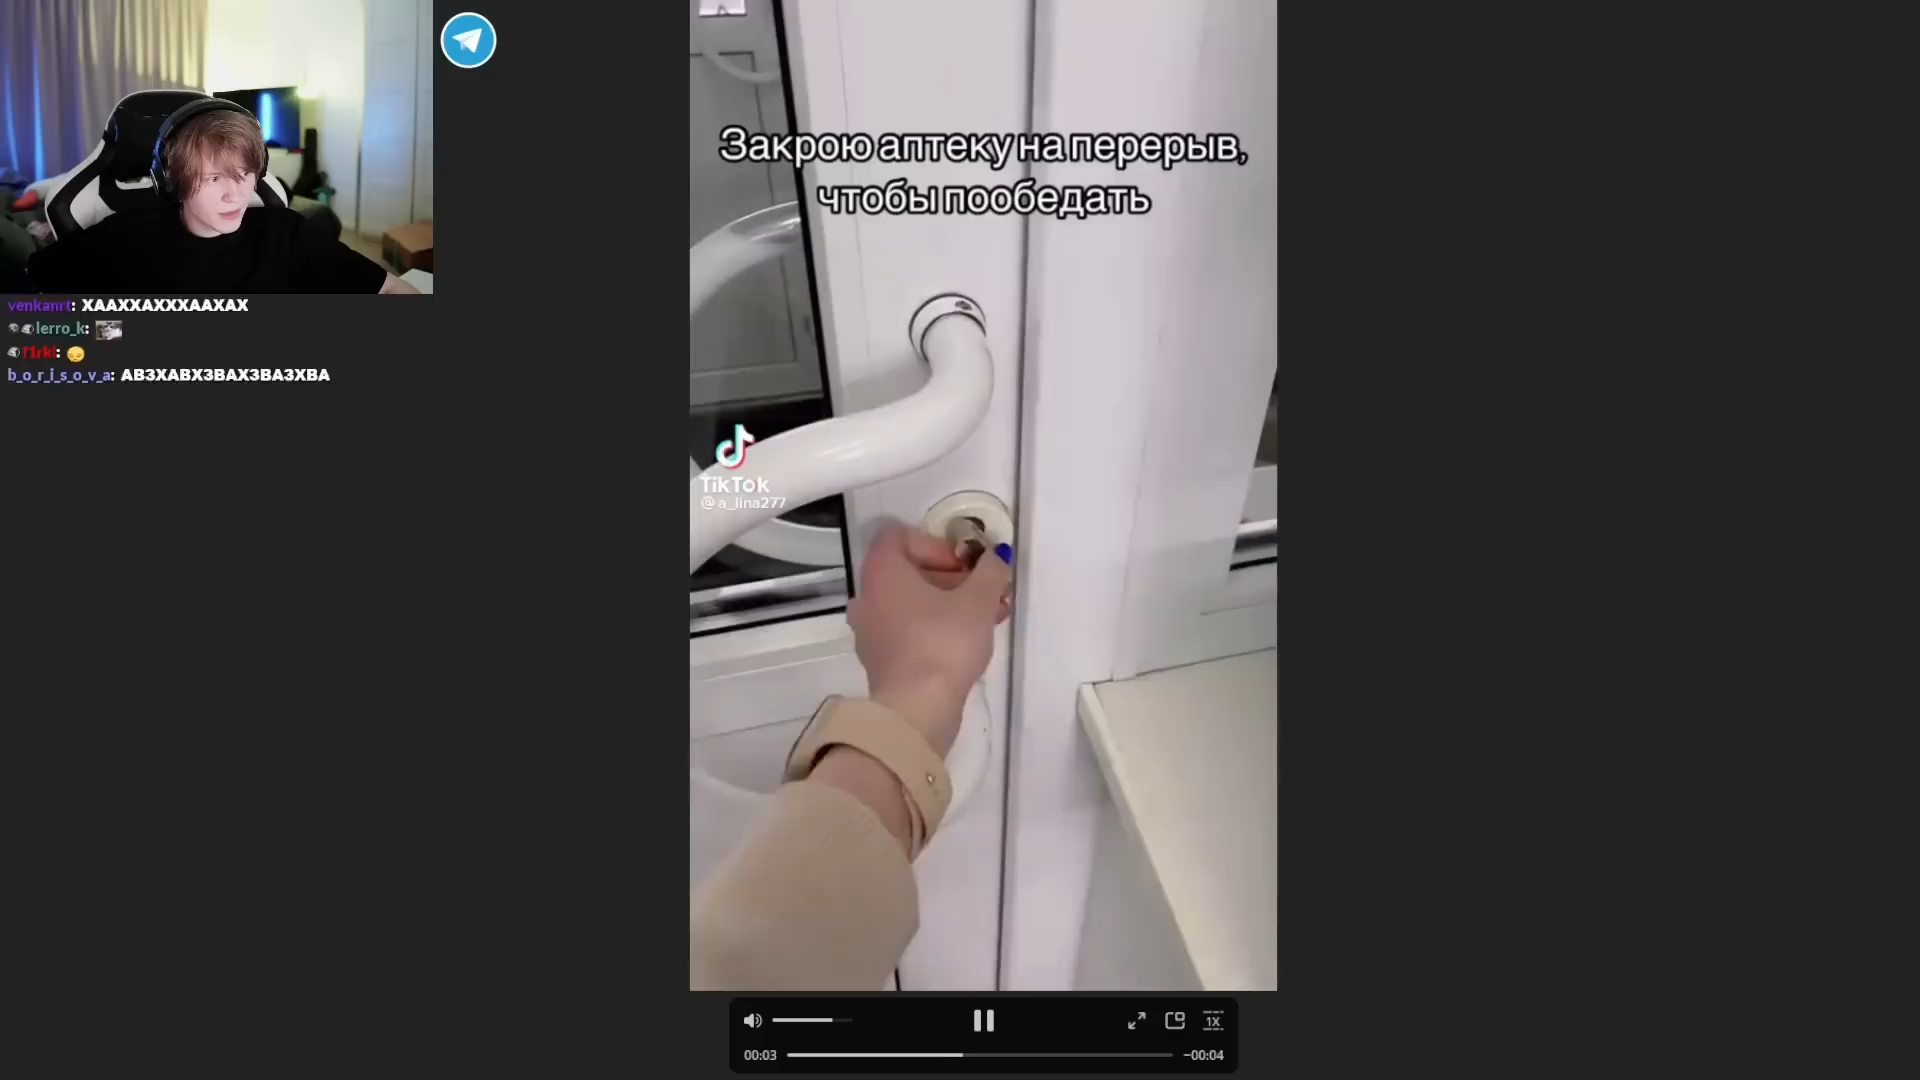 venkanrt: ХААХХАХХХААХАХ
lerro_k:
f1rkl:
b_o_r_i_s_o_v_a: АВЗХАВХЗВАХЗВАЗХВА
Закрою аптеку на перерыв,
чтобы пообедать
TikTok
@a_lina277
1X
00:03
−00:04